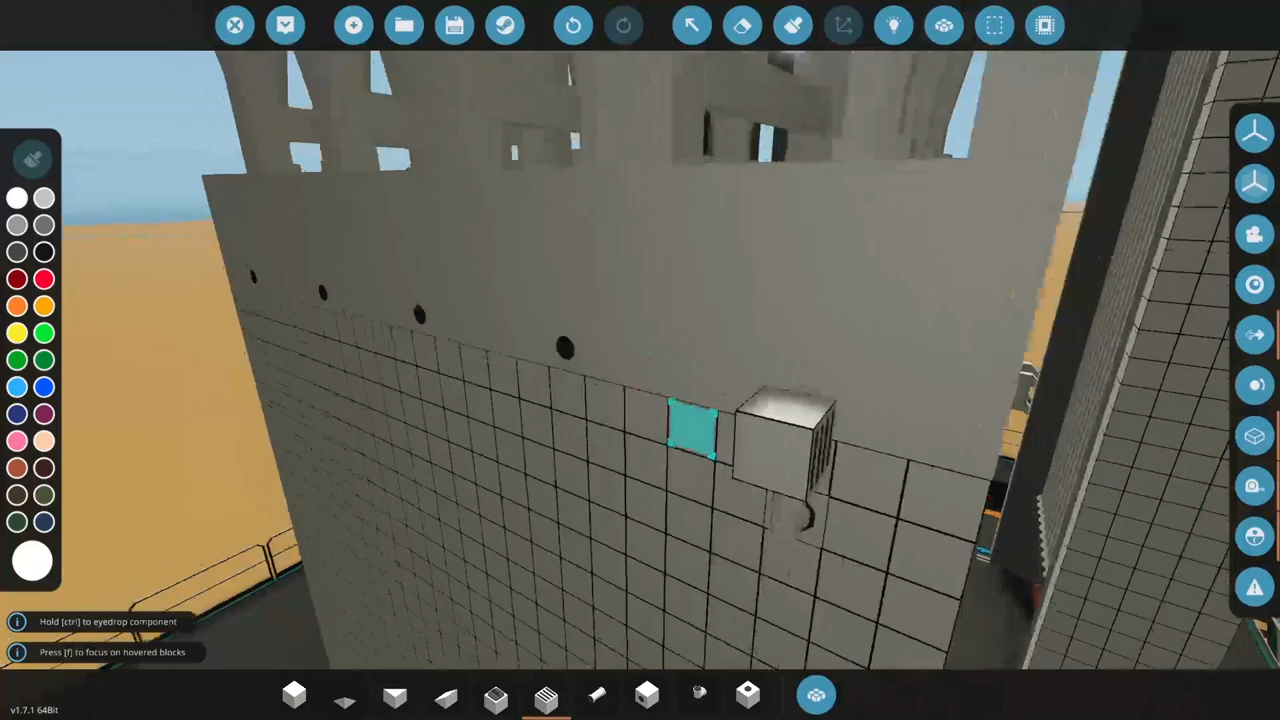 Hold [ctrl] to eyedrop component
Press [f] to focus on hovered blocks
v1.7.1 64Bit